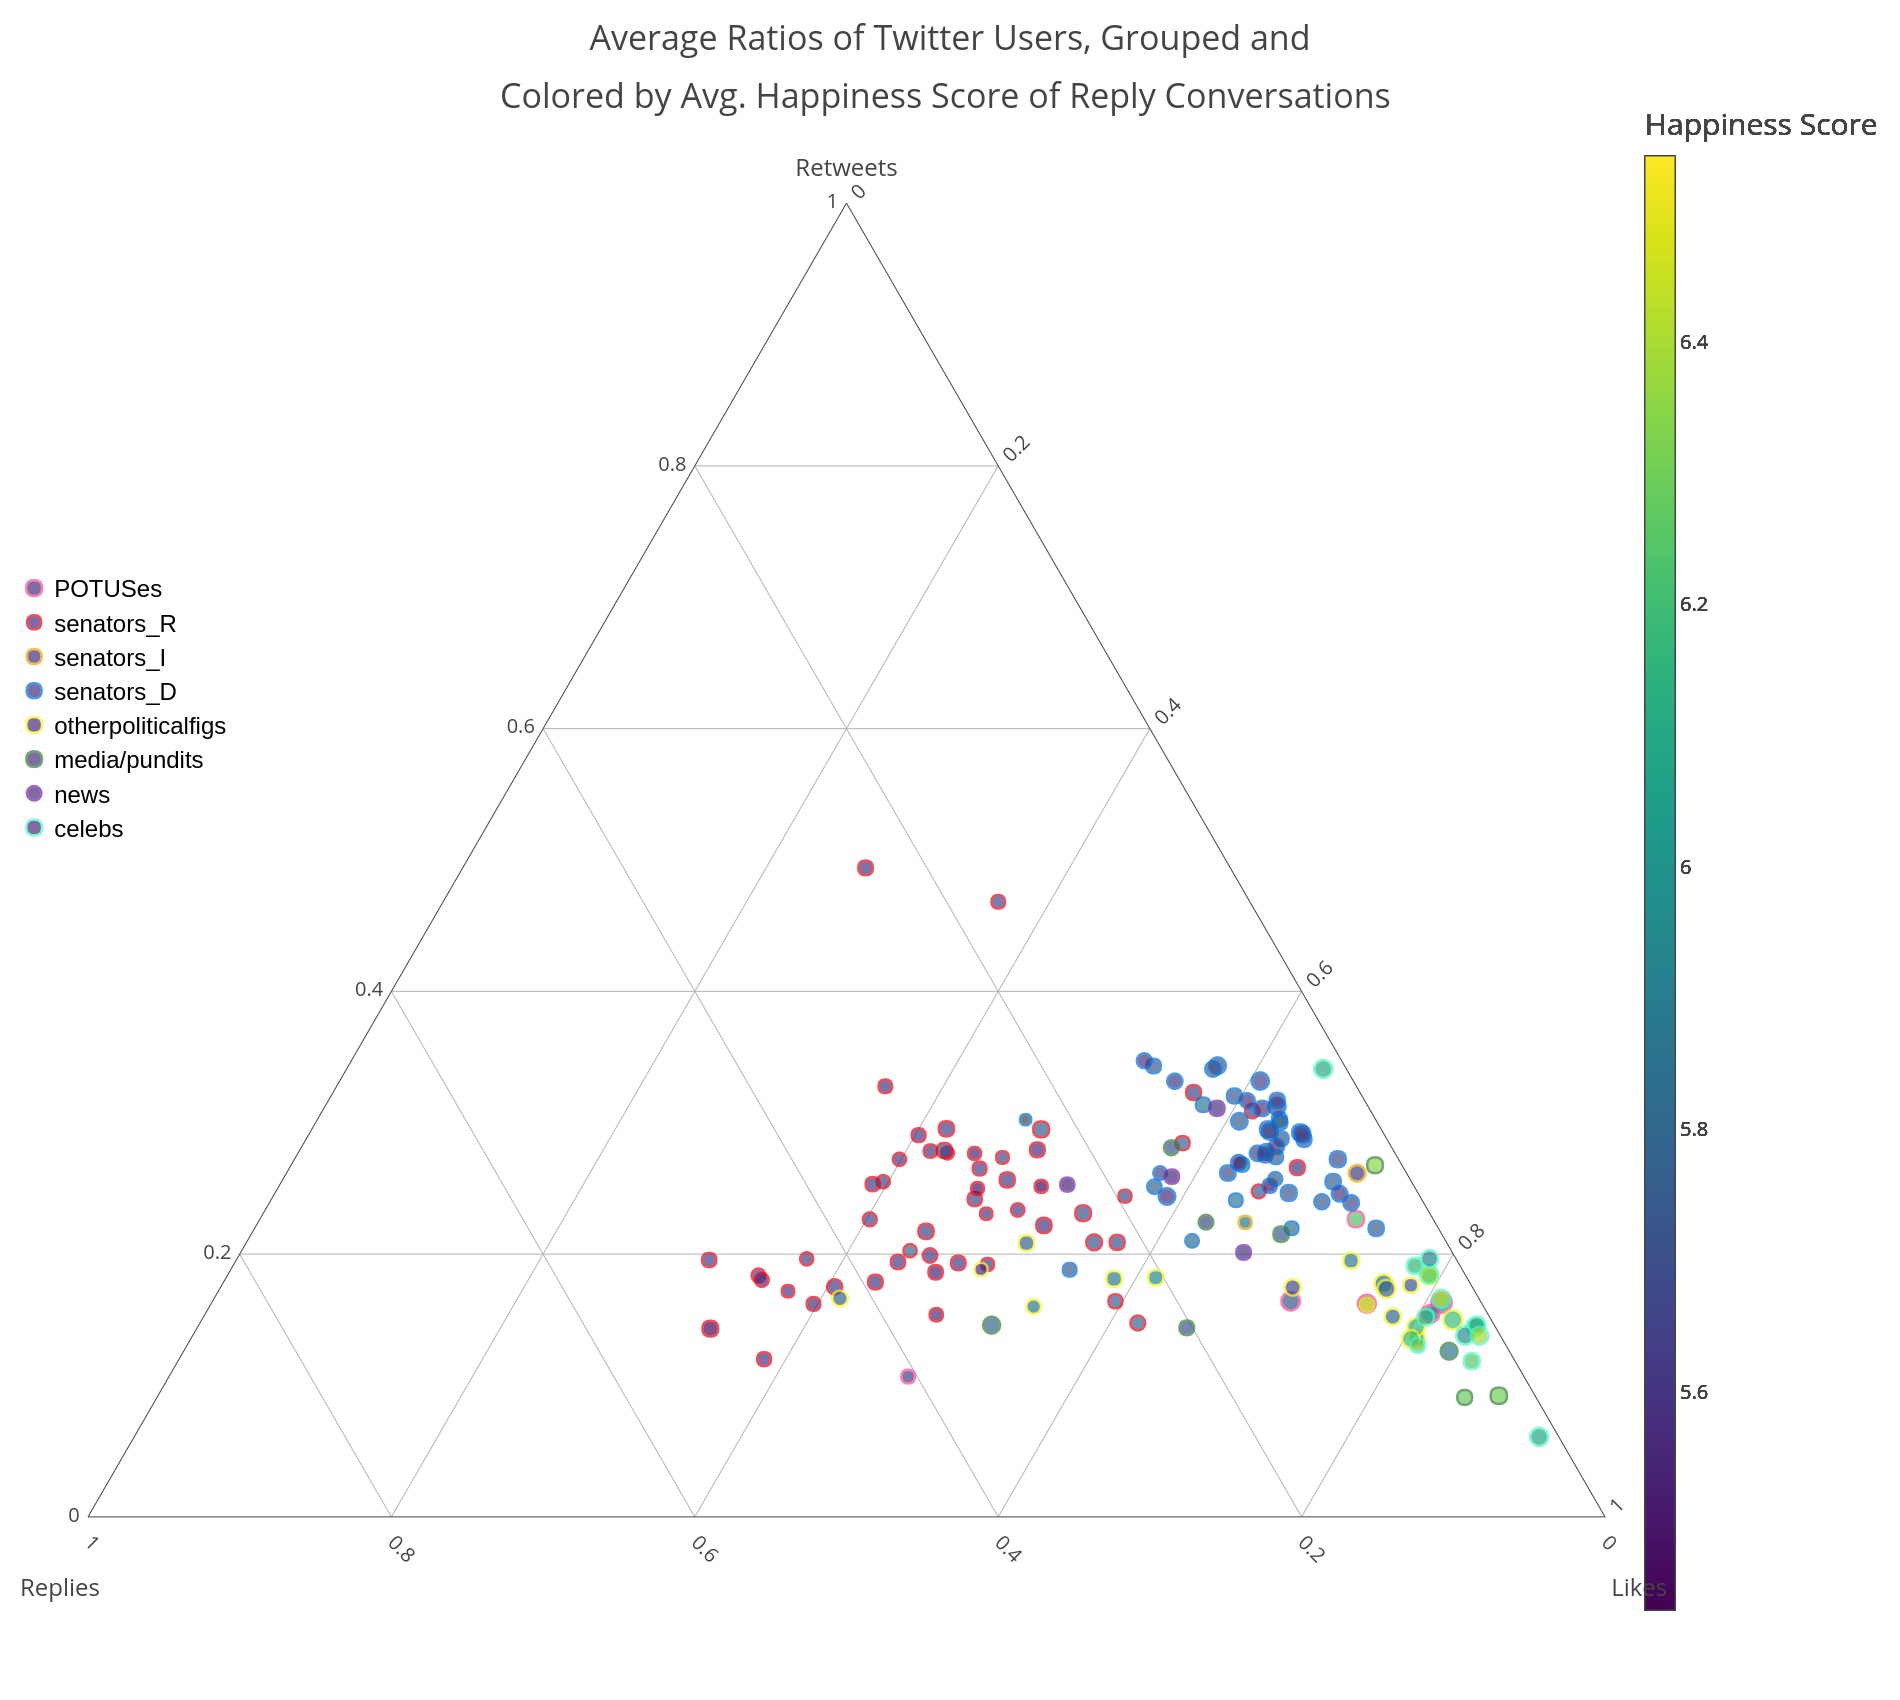 Average Ratios of Twitter Users, Grouped and
Colored by Avg. Happiness Score of Reply Conversations
Happiness Score
Retweets
1
0
0.8
0.2
0.6
0.4
0.4
0.6
0.2
0.8
0
1
1
0.8
0.6
0.4
0.2
0
Replies
Likes
POTUSes
senators_R
senators_I
senators_D
otherpoliticalfigs
media/pundits
news
celebs
6.4
6.2
6
5.8
5.6